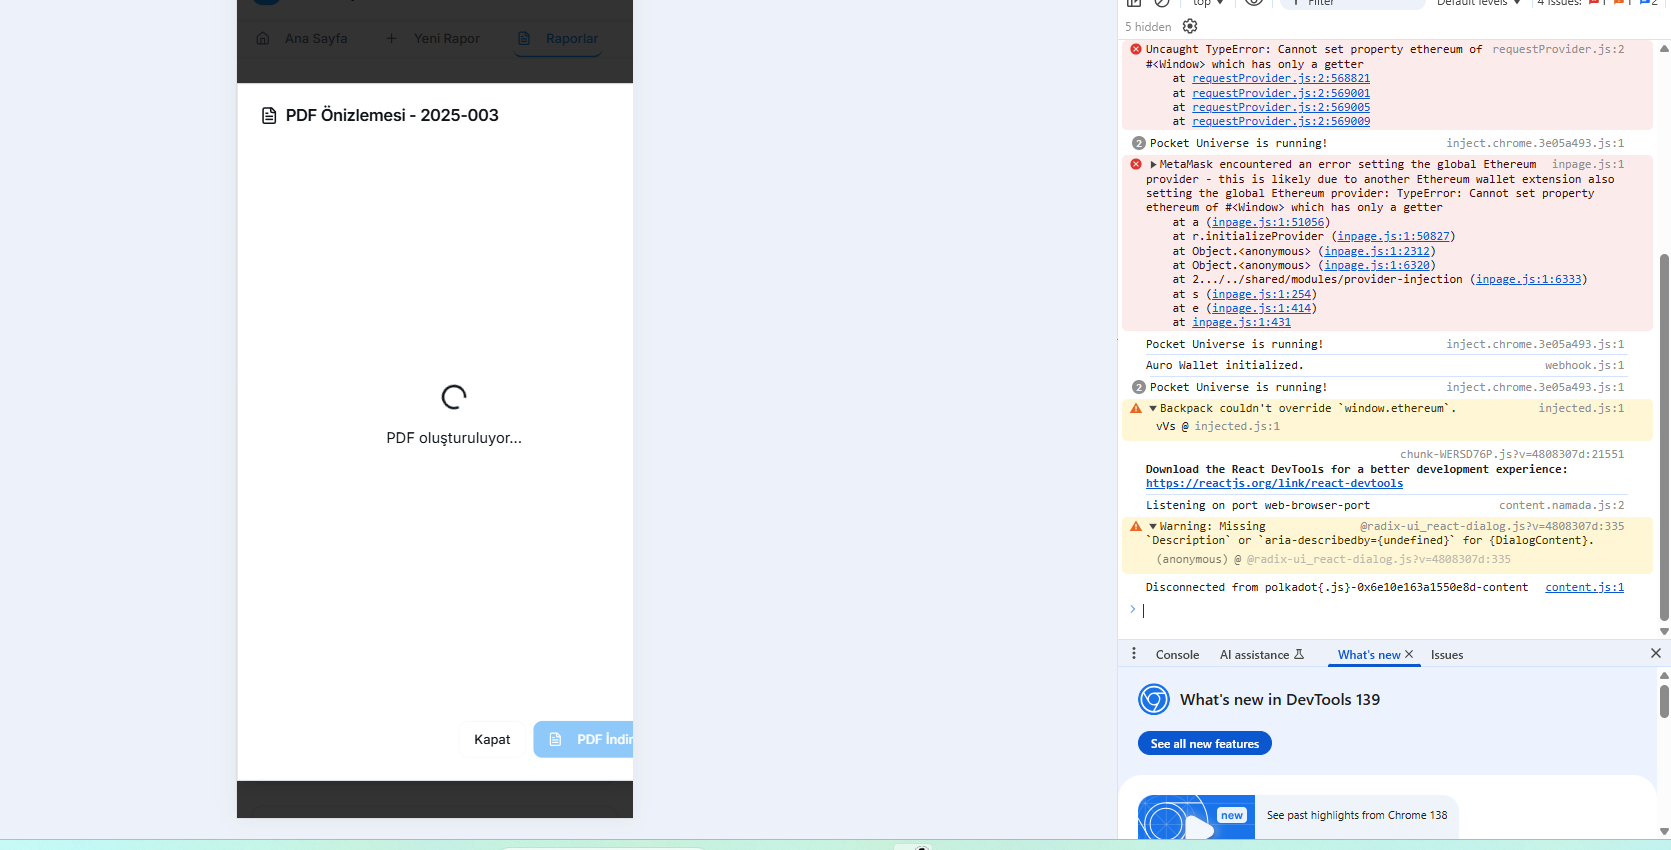 Ana Sayfa
Yeni Rapor
Raporlar
PDF Önizlemesi - 2025-003
PDF oluşturuluyor...
Kapat
PDF İndir
top
Filter
Default levels
4 Issues: 1 1 2
5 hidden
Uncaught TypeError: Cannot set property ethereum of requestProvider.js:2
#<Window> which has only a getter
at requestProvider.js:2:568821
at requestProvider.js:2:569001
at requestProvider.js:2:569005
at requestProvider.js:2:569009
2 Pocket Universe is running! inject.chrome.3e05a493.js:1
MetaMask encountered an error setting the global Ethereum inpage.js:1
provider - this is likely due to another Ethereum wallet extension also
setting the global Ethereum provider: TypeError: Cannot set property
ethereum of #<Window> which has only a getter
at a (inpage.js:1:51056)
at r.initializeProvider (inpage.js:1:50827)
at Object.<anonymous> (inpage.js:1:2312)
at Object.<anonymous> (inpage.js:1:6320)
at 2.../../shared/modules/provider-injection (inpage.js:1:6333)
at s (inpage.js:1:254)
at e (inpage.js:1:414)
at inpage.js:1:431
Pocket Universe is running! inject.chrome.3e05a493.js:1
Auro Wallet initialized. webhook.js:1
2 Pocket Universe is running! inject.chrome.3e05a493.js:1
Backpack couldn't override `window.ethereum`. injected.js:1
vVs @ injected.js:1
chunk-WERSD76P.js?v=4808307d:21551
Download the React DevTools for a better development experience:
https://reactjs.org/link/react-devtools
Listening on port web-browser-port content.namada.js:2
Warning: Missing @radix-ui_react-dialog.js?v=4808307d:335
`Description` or `aria-describedby={undefined}` for {DialogContent}.
(anonymous) @ @radix-ui_react-dialog.js?v=4808307d:335
Disconnected from polkadot{.js}-0x6e10e163a1550e8d-content content.js:1
Console
AI assistance
What's new
Issues
What's new in DevTools 139
See all new features
new
See past highlights from Chrome 138